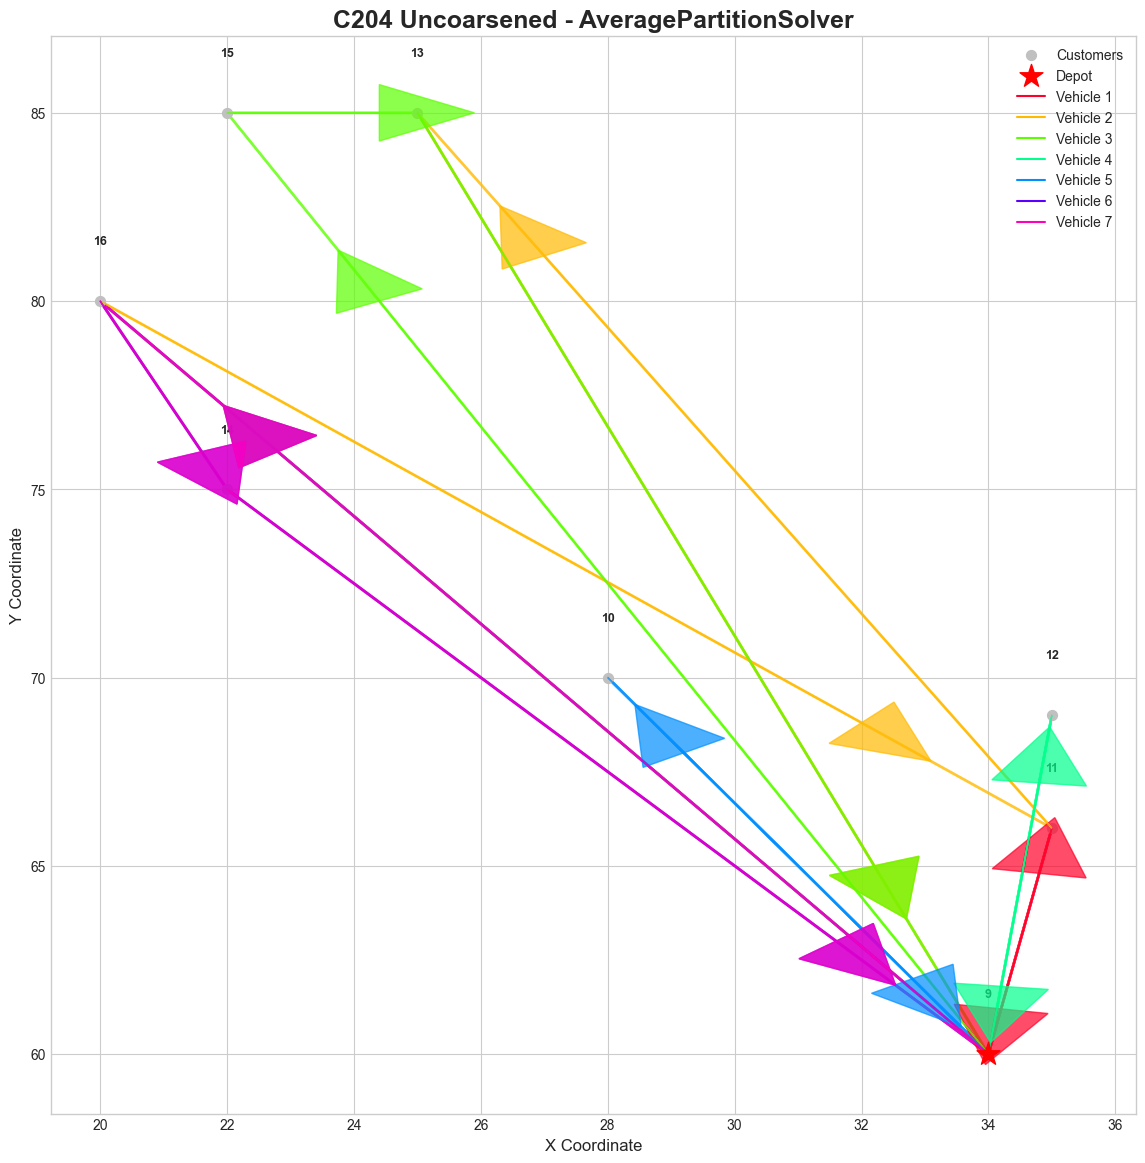 C204 Uncoarsened - AveragePartitionSolver
15
13
Customers
Depot
Vehicle 1
Vehicle 2
Vehicle 3
Vehicle 4
Vehicle 5
Vehicle 6
Vehicle 7
85
16
80
75
10
12
70
11
65
9
60
Y Coordinate
20
22
24
26
28
30
32
34
36
X Coordinate